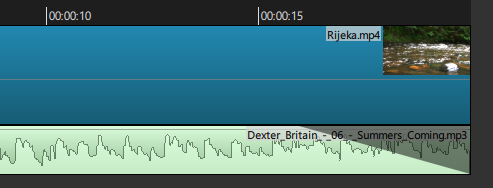 00:00:10 00:00:15
Rijeka.mp4
Dexter_Britain_-_06_-_Summers_Coming.mp3